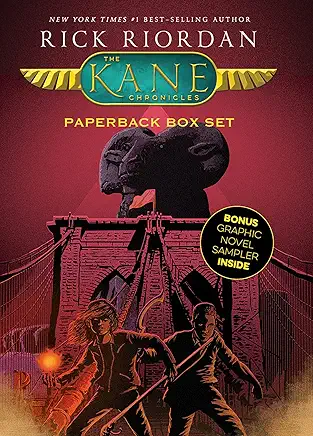 NEW YORK TIMES #1 BEST-SELLING AUTHOR
RICK RIORDAN
THE
KANE
CHRONICLES
PAPERBACK BOX SET
BONUS
GRAPHIC
NOVEL
SAMPLER
INSIDE